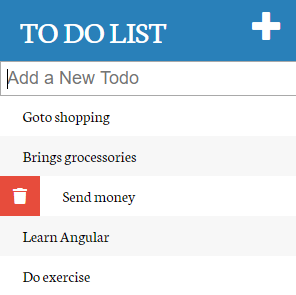 TO DO LIST
Add a New Todo
Goto shopping
Brings grocessories
Send money
Learn Angular
Do exercise